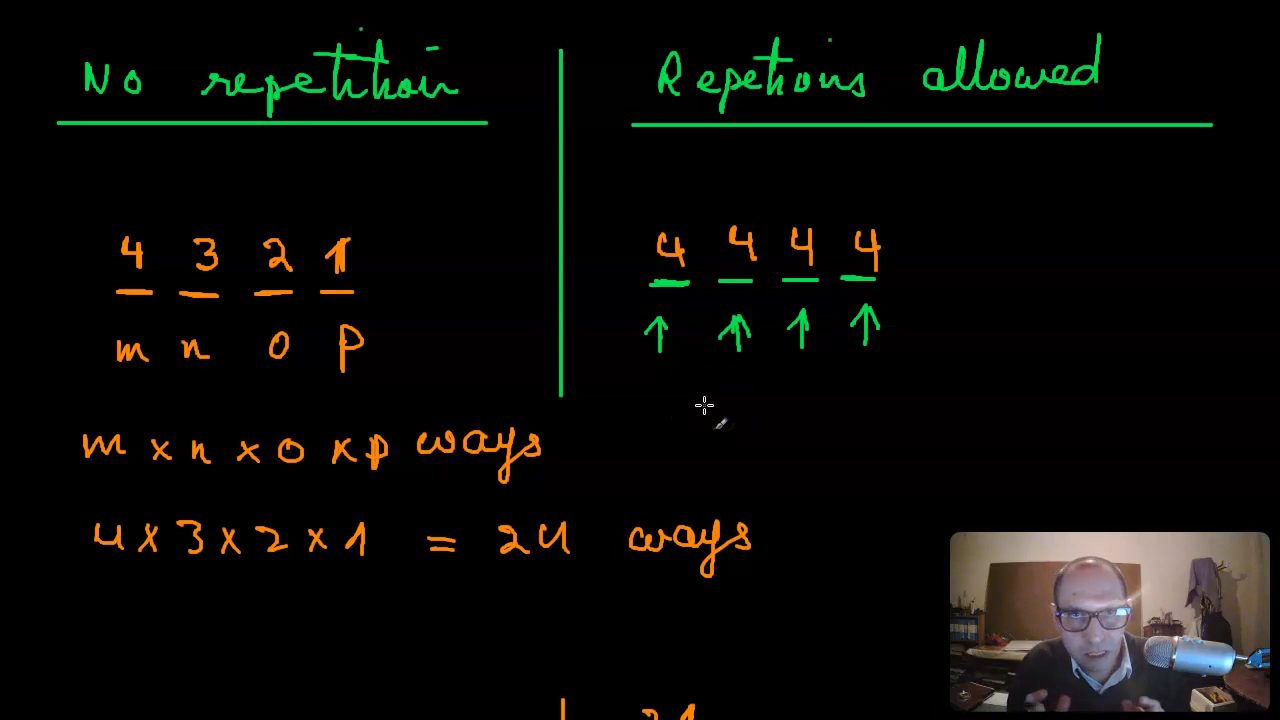 No repetition
Repetions allowed
4 3 2 1
m n o p
4 4 4 4
m x n x o x p ways
4 x 3 x 2 x 1 = 24 ways